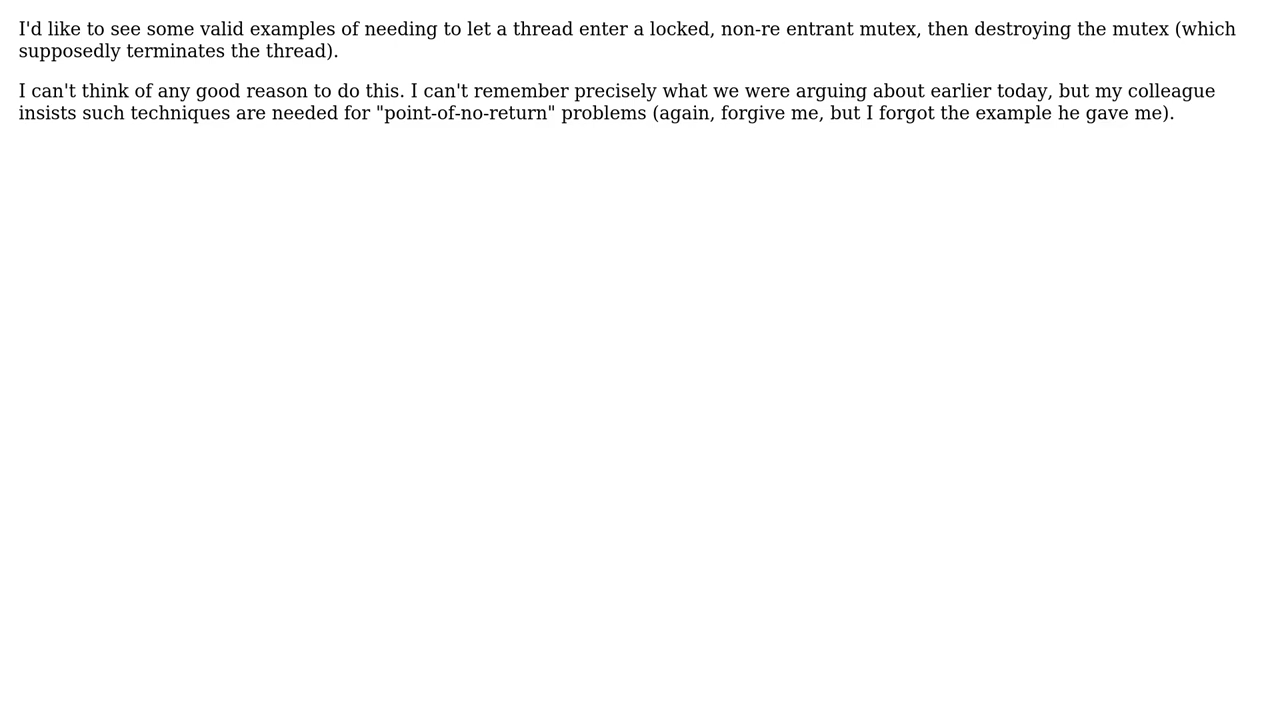 I'd like to see some valid examples of needing to let a thread enter a locked, non-re entrant mutex, then destroying the mutex (which
supposedly terminates the thread).
I can't think of any good reason to do this. I can't remember precisely what we were arguing about earlier today, but my colleague
insists such techniques are needed for "point-of-no-return" problems (again, forgive me, but I forgot the example he gave me).